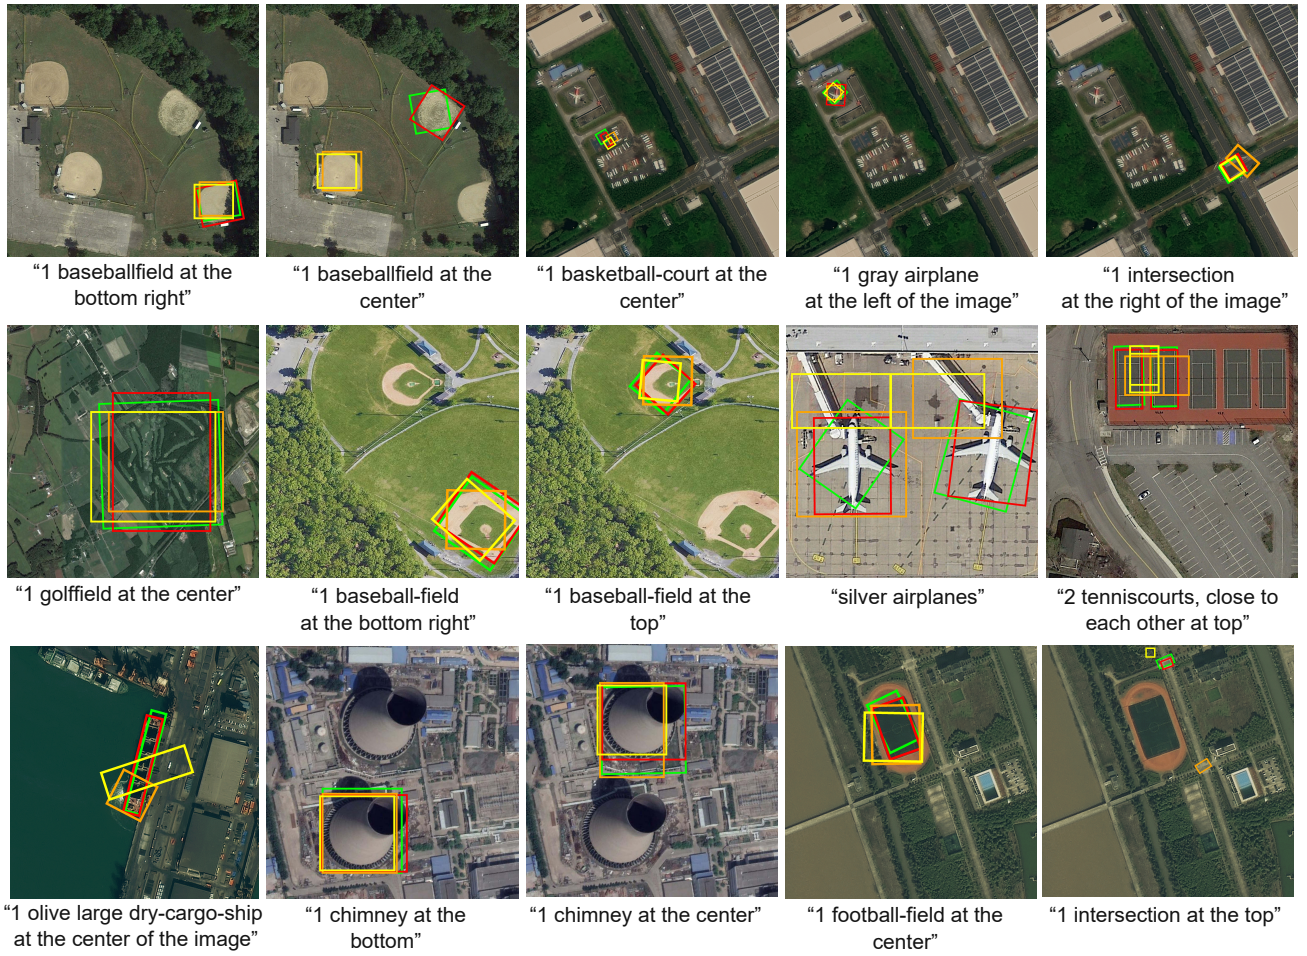 “1 baseballfield at the
bottom right”
“1 baseballfield at the
center”
“1 basketball-court at the
center”
“1 gray airplane
at the left of the image”
“1 intersection
at the right of the image”
“1 golffield at the center”
“1 baseball-field
at the bottom right”
“1 baseball-field at the
top”
“silver airplanes”
“2 tenniscourts, close to
each other at top”
“1 olive large dry-cargo-ship
at the center of the image”
“1 chimney at the
bottom”
“1 chimney at the center”
“1 football-field at the
center”
“1 intersection at the top”